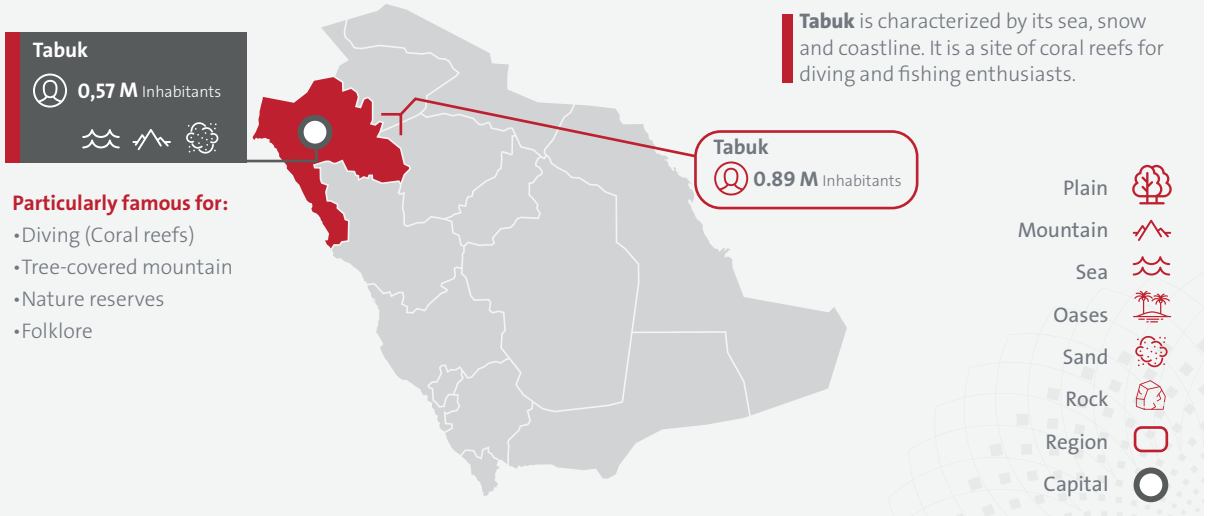 Tabuk
0,57 M Inhabitants
Particularly famous for:
•Diving (Coral reefs)
•Tree-covered mountain
•Nature reserves
•Folklore
Tabuk is characterized by its sea, snow
and coastline. It is a site of coral reefs for
diving and fishing enthusiasts.
Tabuk
0.89 M Inhabitants
Plain
Mountain
Sea
Oases
Sand
Rock
Region
Capital